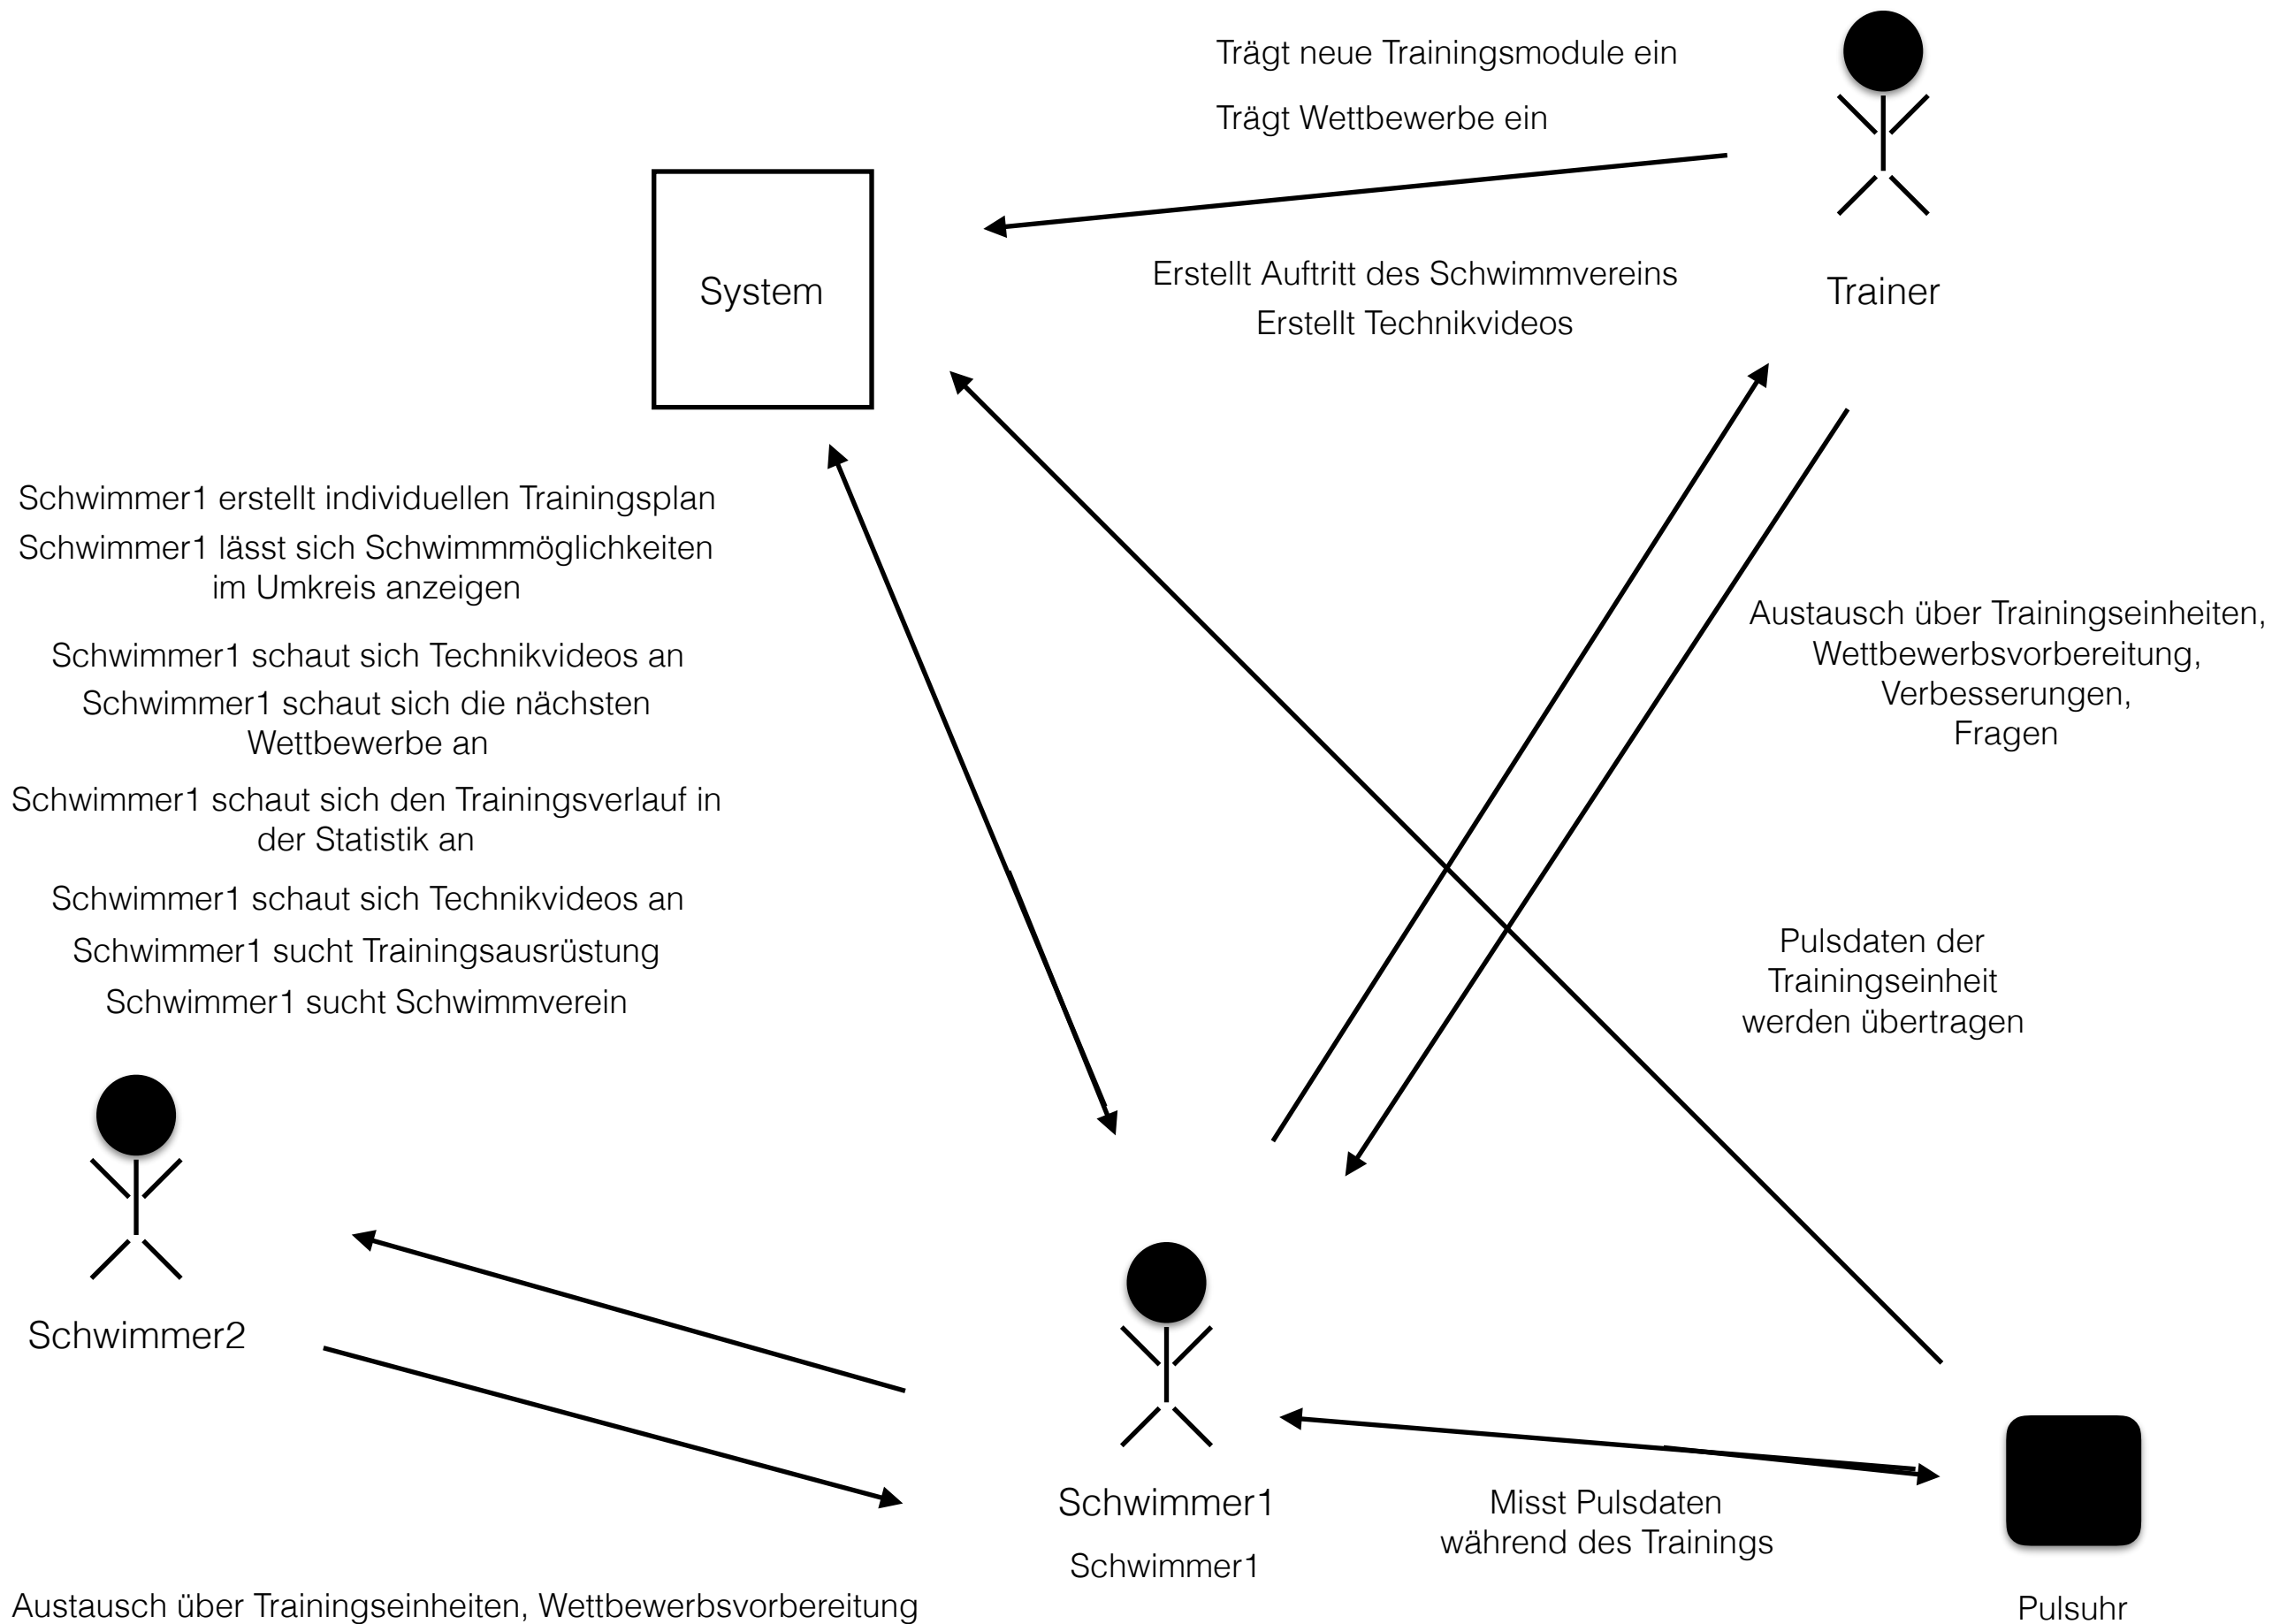 Trägt neue Trainingsmodule ein
Trägt Wettbewerbe ein
System
Erstellt Auftritt des Schwimmvereins
Erstellt Technikvideos
Trainer
Schwimmer1 erstellt individuellen Trainingsplan
Schwimmer1 lässt sich Schwimmmöglichkeiten
im Umkreis anzeigen
Schwimmer1 schaut sich Technikvideos an
Schwimmer1 schaut sich die nächsten
Wettbewerbe an
Schwimmer1 schaut sich den Trainingsverlauf in
der Statistik an
Schwimmer1 schaut sich Technikvideos an
Schwimmer1 sucht Trainingsausrüstung
Schwimmer1 sucht Schwimmverein
Austausch über Trainingseinheiten,
Wettbewerbsvorbereitung,
Verbesserungen,
Fragen
Pulsdaten der
Trainingseinheit
werden übertragen
Schwimmer2
Schwimmer1
Schwimmer1
Misst Pulsdaten
während des Trainings
Austausch über Trainingseinheiten, Wettbewerbsvorbereitung
Pulsuhr